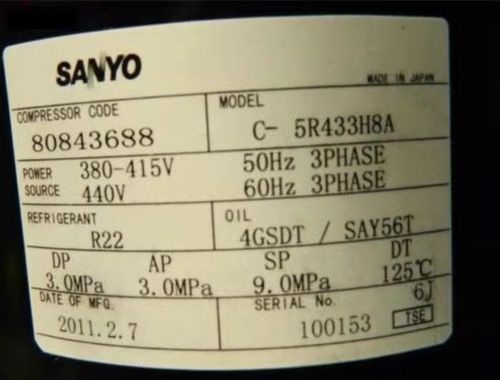 SANYO
MADE IN JAPAN
COMPRESSOR CODE
80843688
MODEL
C- 5R433H8A
POWER SOURCE
380-415V 50Hz 3PHASE
440V 60Hz 3PHASE
REFRIGERANT
R22
OIL
4GSDT / SAY56T
DP AP SP DT
3.0MPa 3.0MPa 9.0MPa 125℃
DATE OF MFG.
2011.2.7
SERIAL No.
6J
100153 TSE